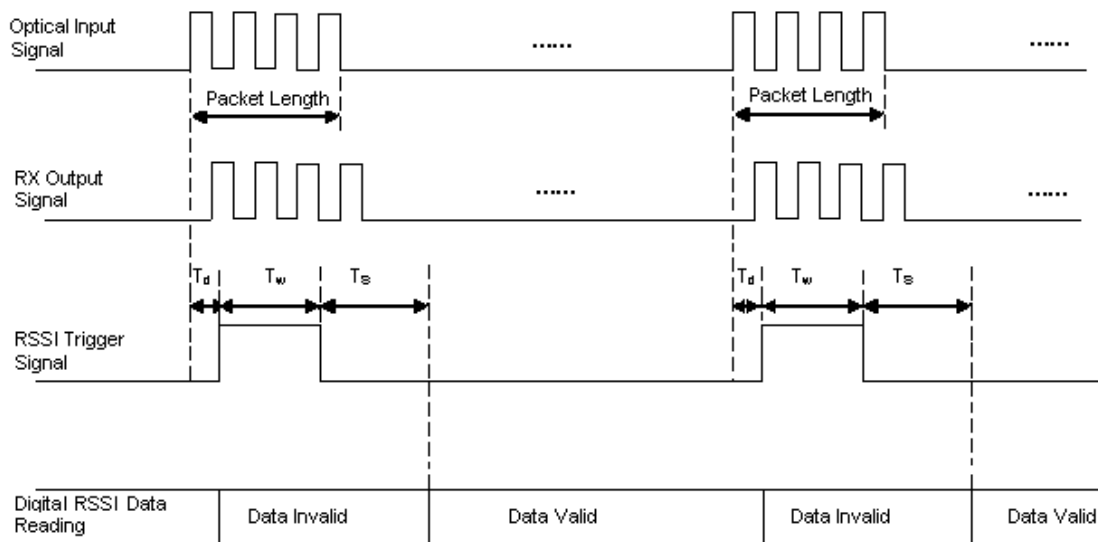 Optical Input
Signal
......
......
Packet Length
Packet Length
RX Output
Signal
......
......
Td
Tw
Ts
Td
Tw
Ts
RSSI Trigger
Signal
Digital RSSI Data
Reading
Data Invalid
Data Valid
Data Invalid
Data Valid